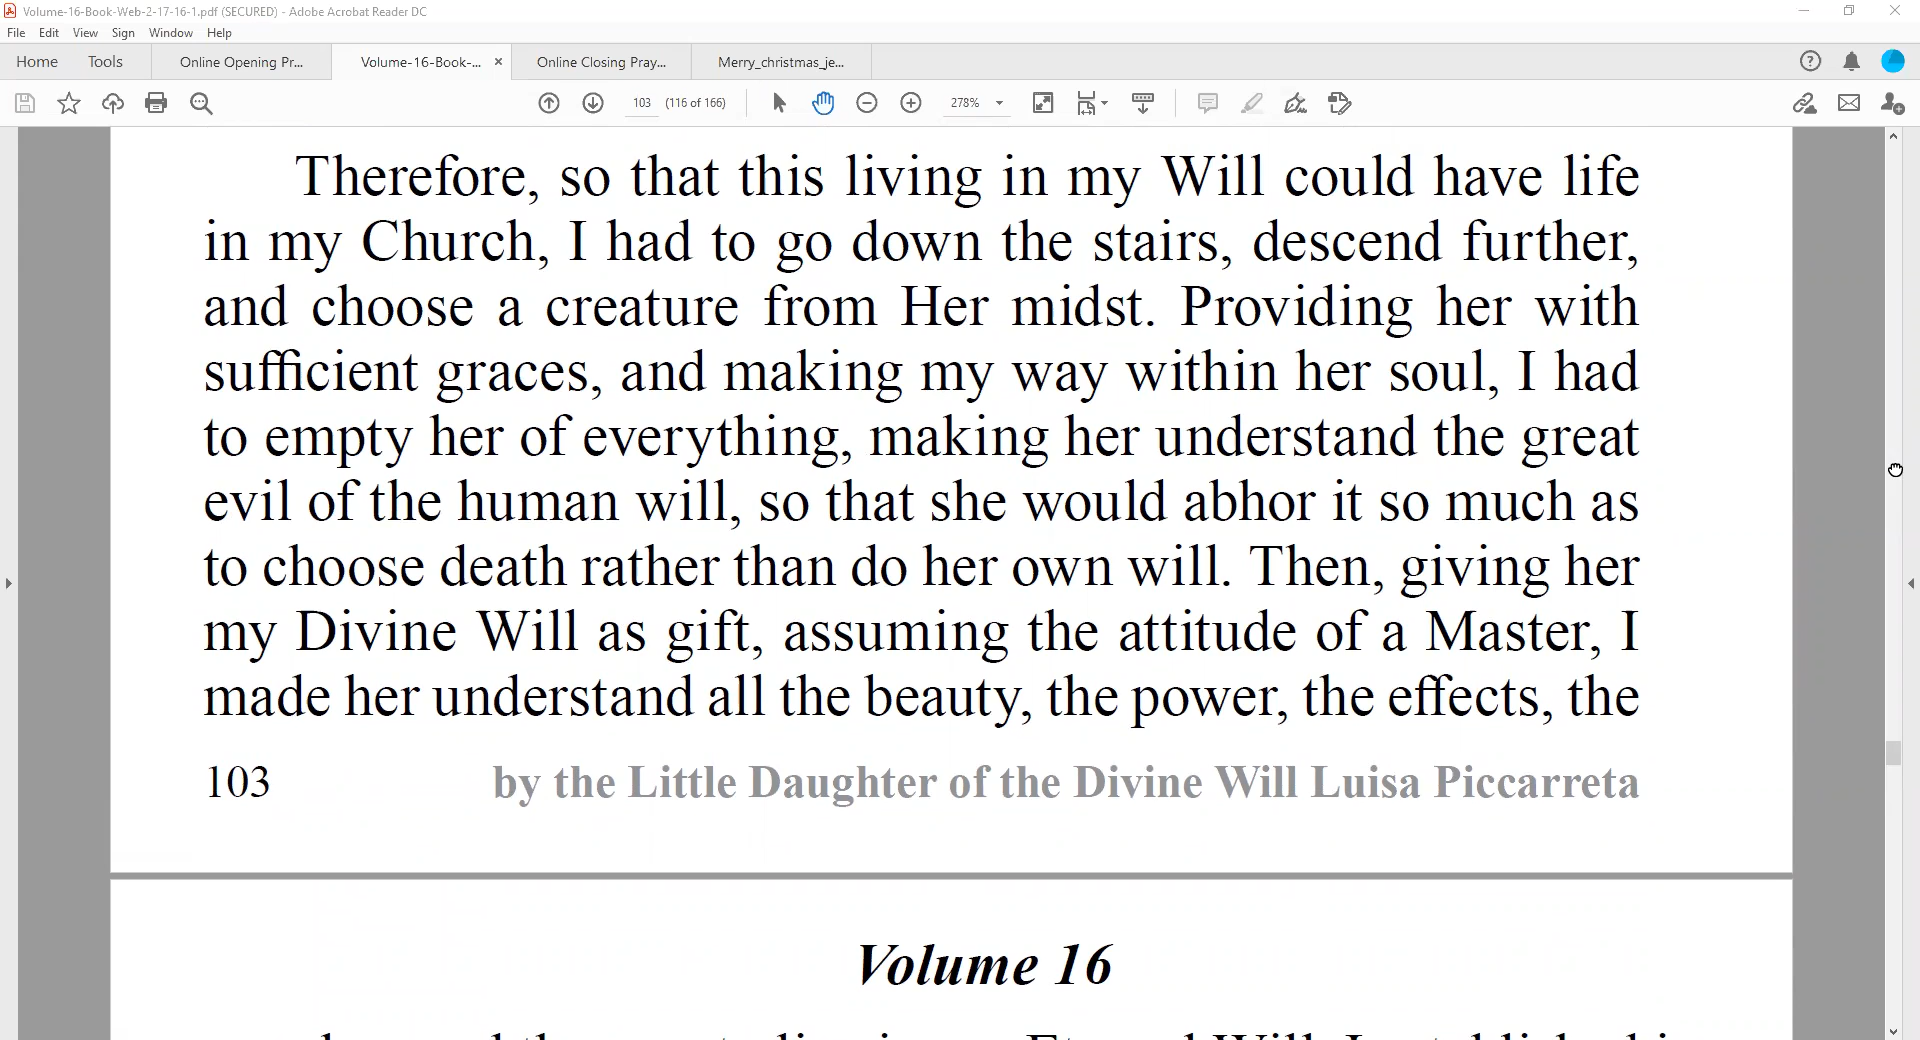 Volume-16-Book-Web-2-17-16-1.pdf (SECURED) - Adobe Acrobat Reader DC
File Edit View Sign Window Help
Home Tools Online Opening Pr... Volume-16-Book-... × Online Closing Pray... Merry_christmas_je...
103 (116 of 166) 278%
Therefore, so that this living in my Will could have life
in my Church, I had to go down the stairs, descend further,
and choose a creature from Her midst. Providing her with
sufficient graces, and making my way within her soul, I had
to empty her of everything, making her understand the great
evil of the human will, so that she would abhor it so much as
to choose death rather than do her own will. Then, giving her
my Divine Will as gift, assuming the attitude of a Master, I
made her understand all the beauty, the power, the effects, the
103 by the Little Daughter of the Divine Will Luisa Piccarreta
Volume 16